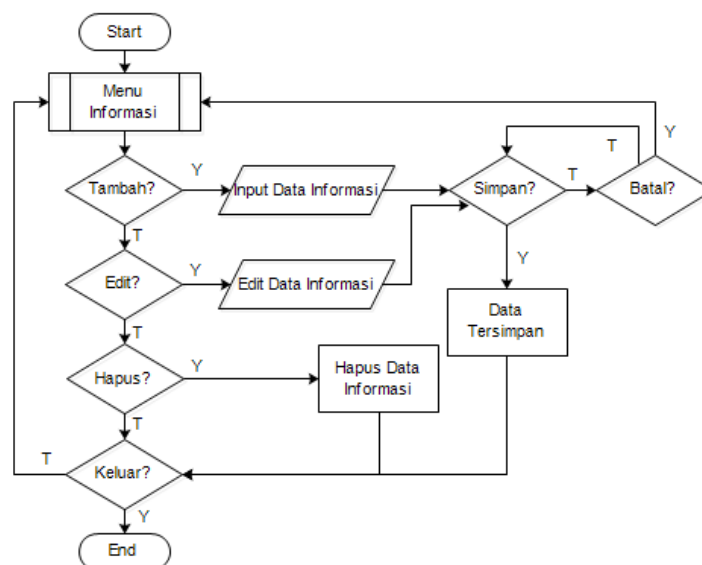 Start
Menu
Informasi
Y
Tambah?
Y
Input Data Informasi
Simpan?
T
T
Batal?
T
Y
Edit?
Y
Edit Data Informasi
Data
Tersimpan
T
Hapus?
Y
Hapus Data
Informasi
T
T
Keluar?
Y
End